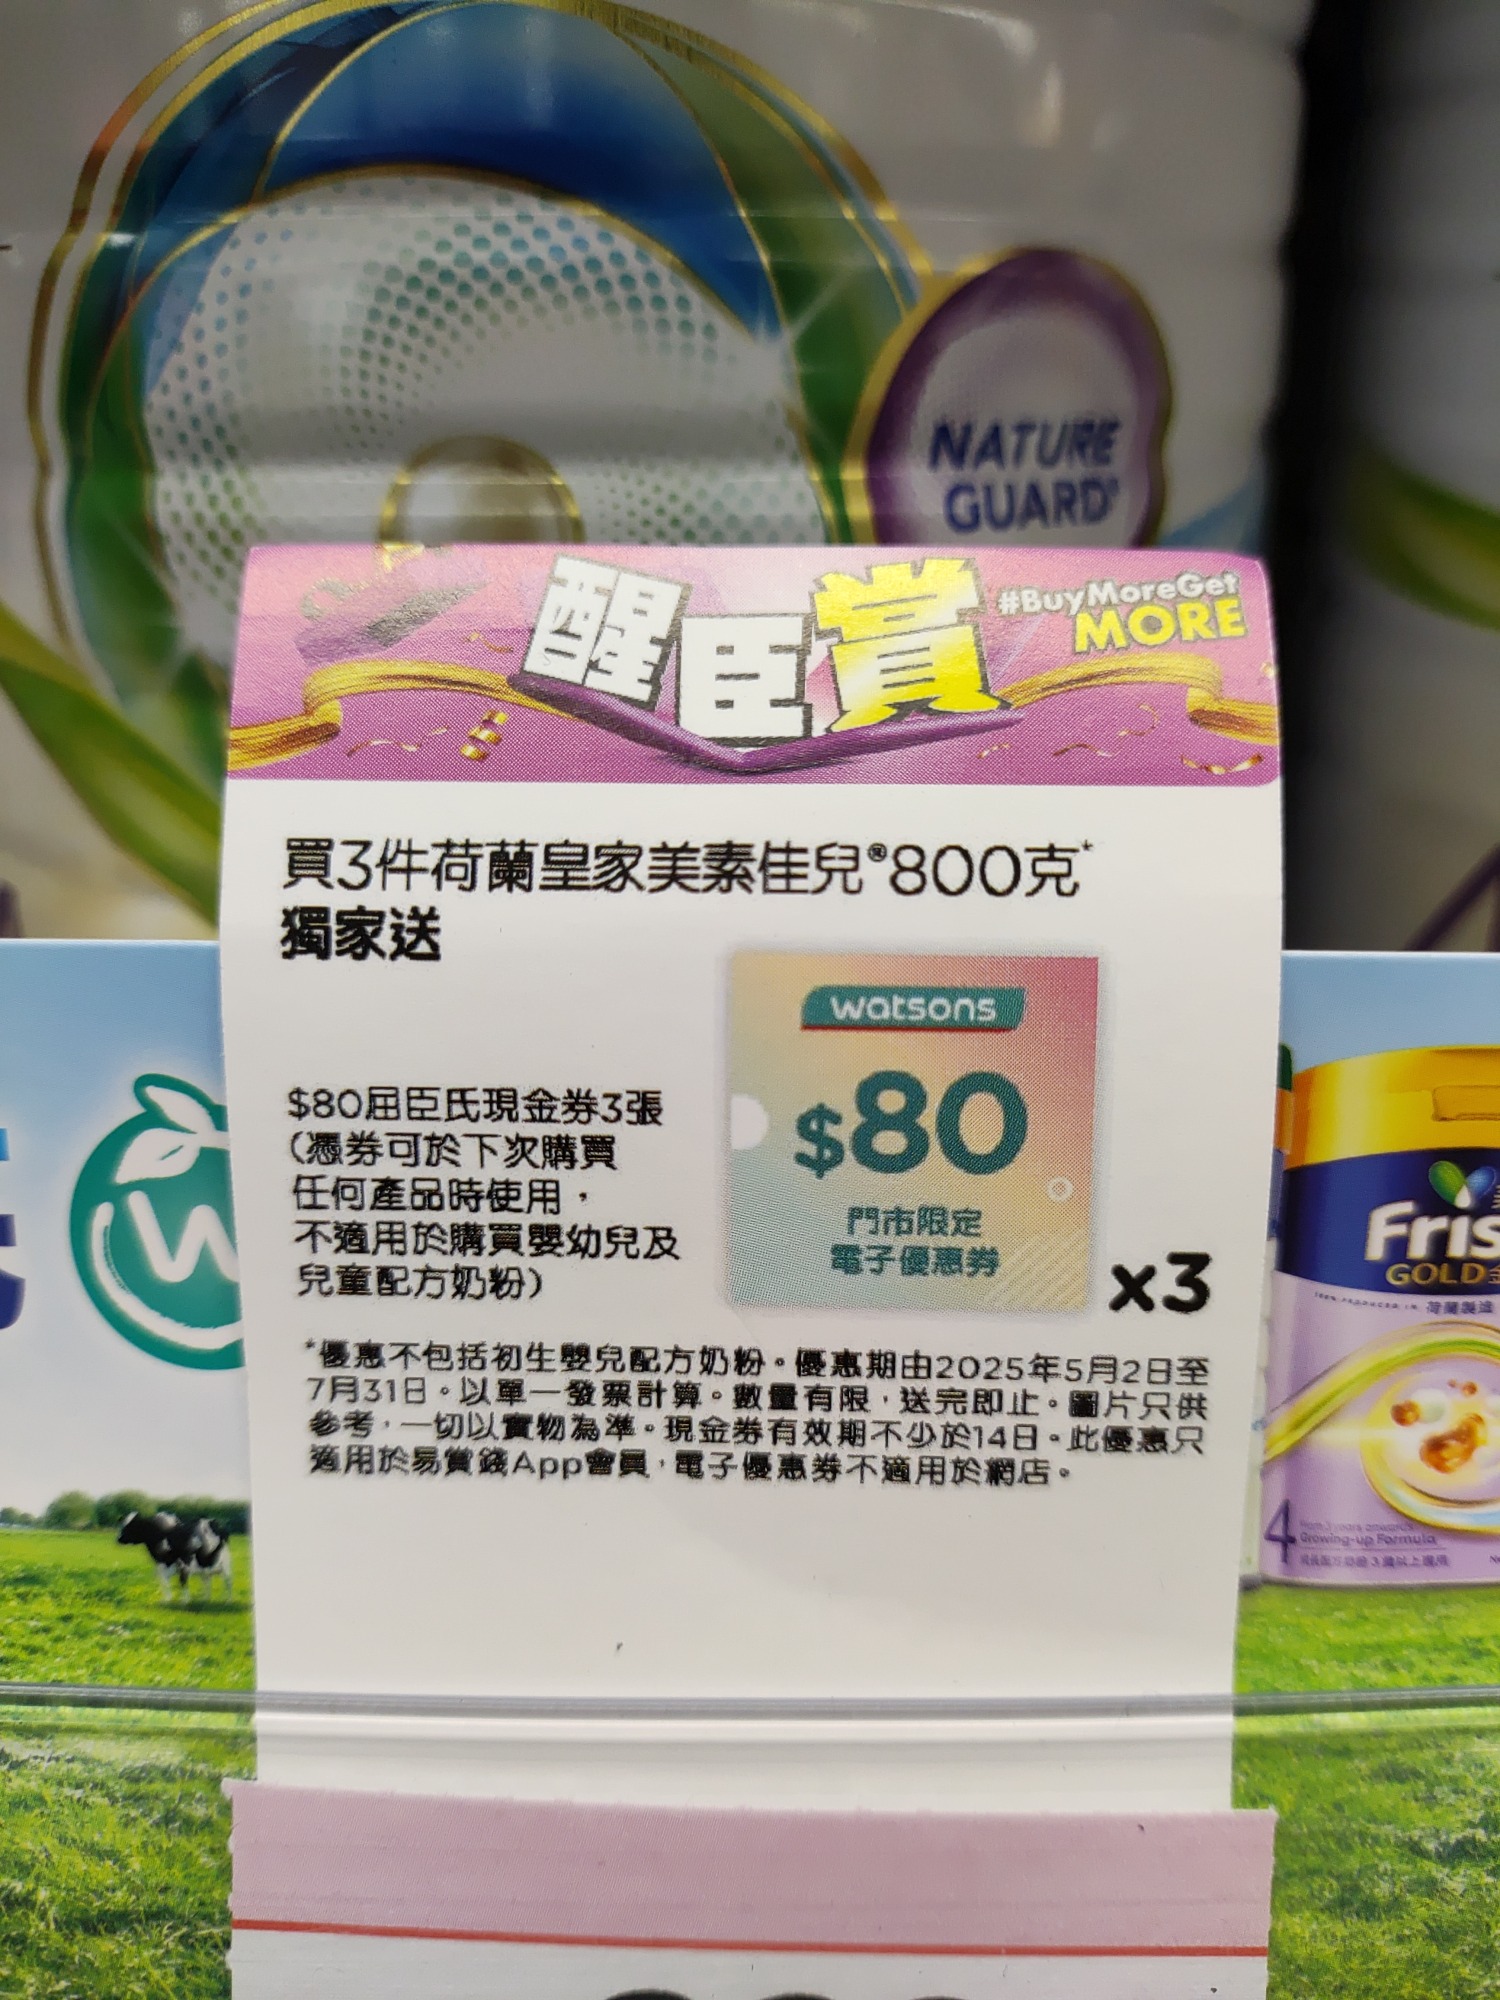 NATURE
GUARD®
醒臣賞
#BuyMoreGet
MORE
買3件荷蘭皇家美素佳兒®800克*
獨家送
watsons
$80
門市限定
電子優惠券
x3
$80屈臣氏現金券3張
（憑券可於下次購買
任何產品時使用，
不適用於購買嬰幼兒及
兒童配方奶粉）
*優惠不包括初生嬰兒配方奶粉。優惠期由2025年5月2日至
7月31日。以單一發票計算。數量有限，送完即止。圖片只供
參考，一切以實物為準。現金券有效期不少於14日。此優惠只
適用於易賞錢App會員，電子優惠券不適用於網店。
W
Fris
GOLD
荷蘭製造
4
From 3 years onwards
Growing-up Formula